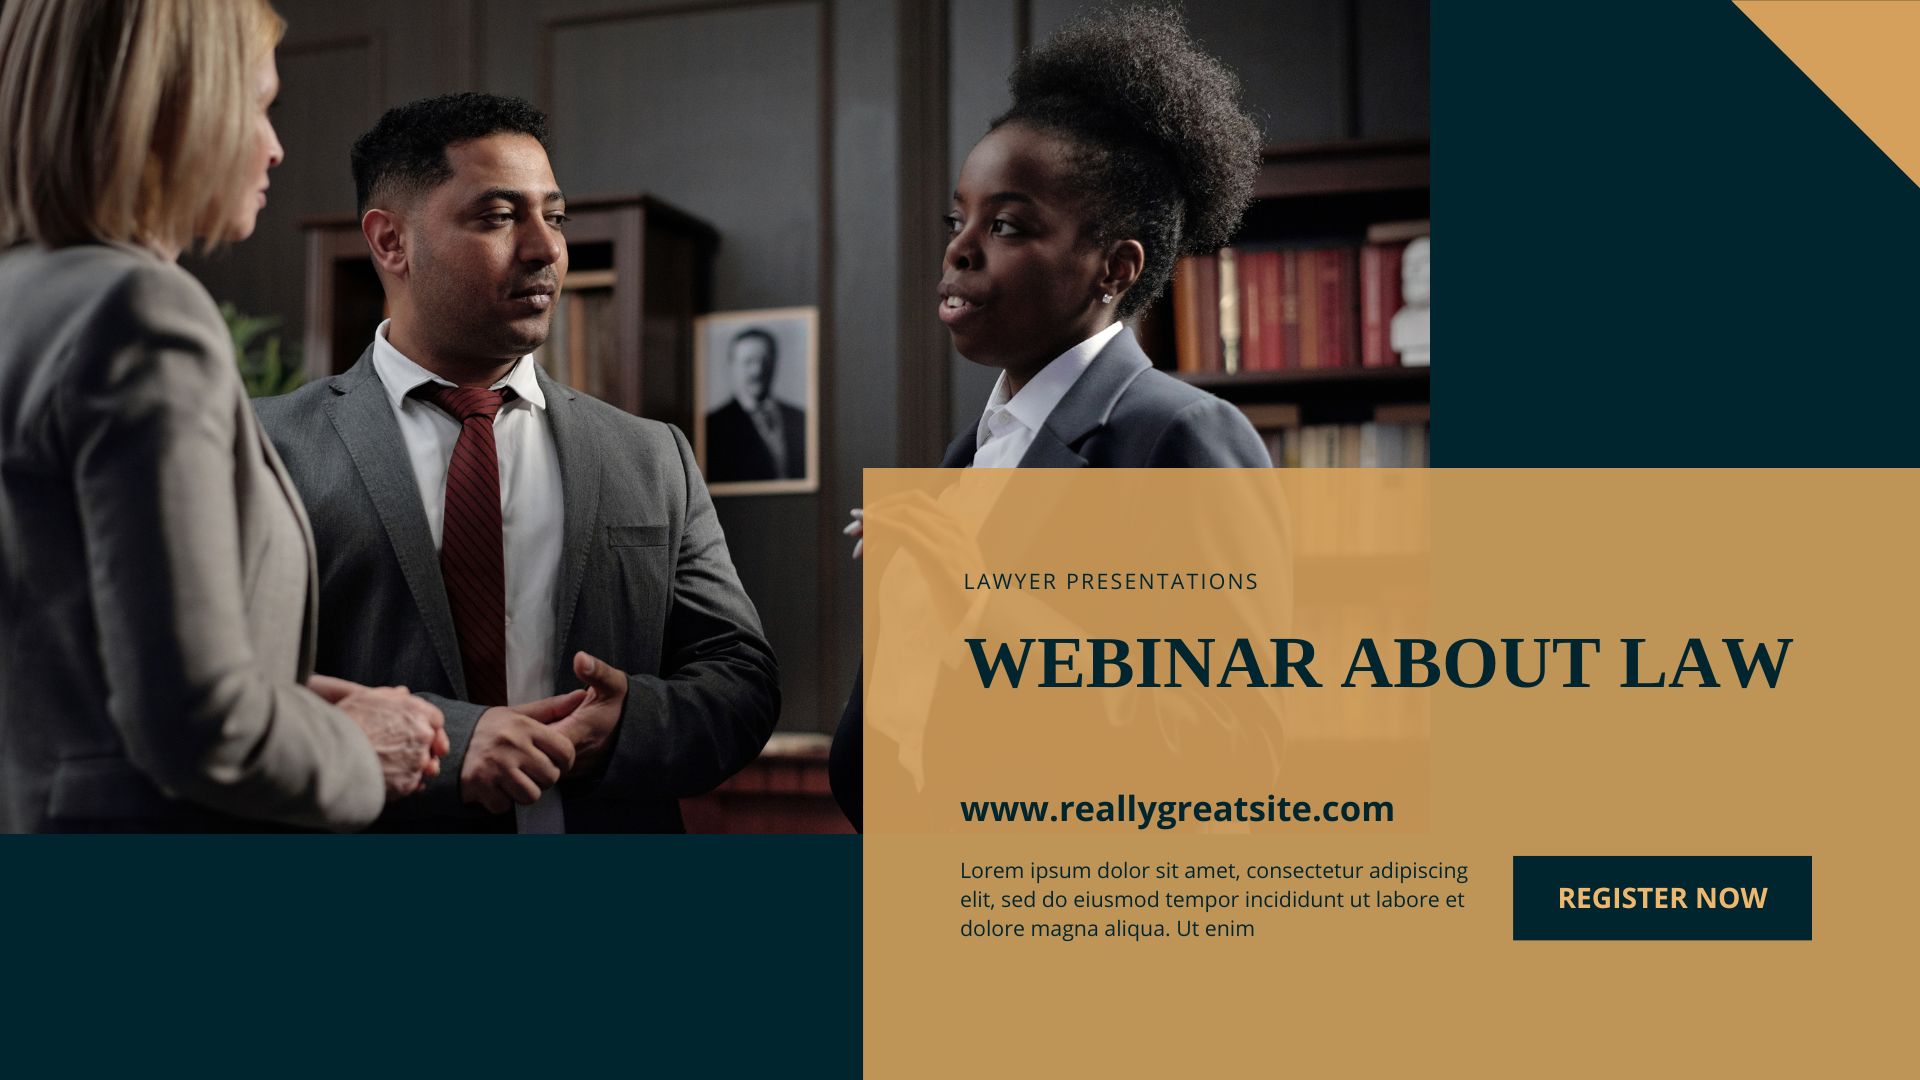 LAWYER PRESENTATIONS
WEBINAR ABOUT LAW
www.reallygreatsite.com
Lorem ipsum dolor sit amet, consectetur adipiscing
elit, sed do eiusmod tempor incididunt ut labore et
dolore magna aliqua. Ut enim
REGISTER NOW